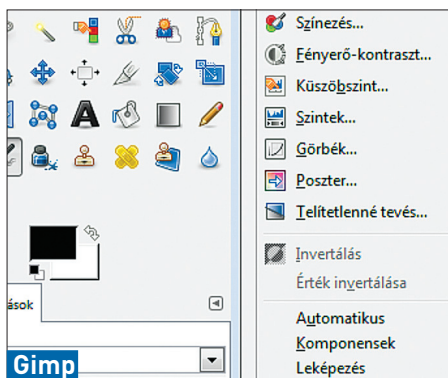 Színezés...
Fényerő-kontraszt...
Küszöbszint...
Szintek...
Görbék...
Poszter...
Telítetlenné tevés...
Invertálás
Érték invertálása
Automatikus
Komponensek
Leképezés
ások
Gimp